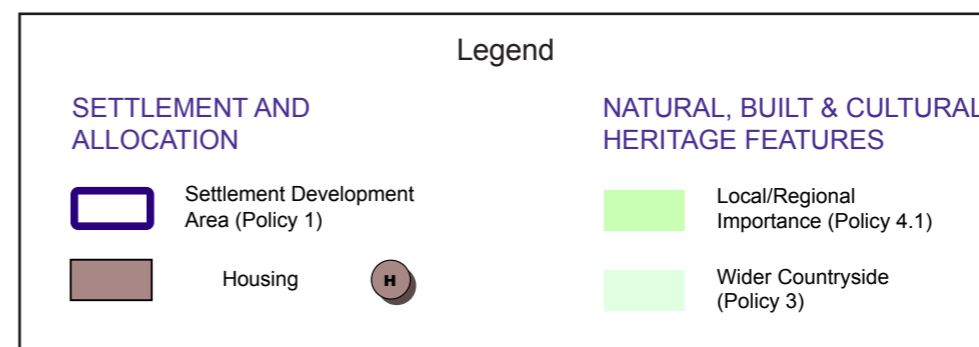 Legend
SETTLEMENT AND
ALLOCATION
Settlement Development
Area (Policy 1)
Housing
H
NATURAL, BUILT & CULTURAL
HERITAGE FEATURES
Local/Regional
Importance (Policy 4.1)
Wider Countryside
(Policy 3)